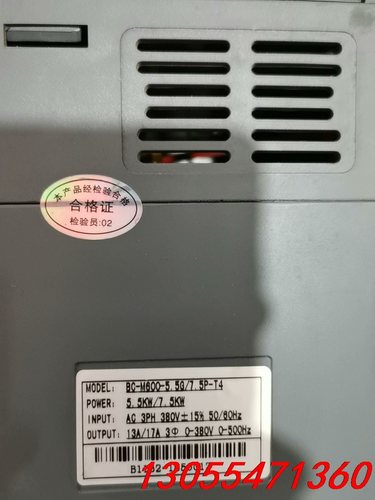 本产品经检验合格
合格证
检验员:02
MODEL: BC-M600-5.5G/7.5P-T4
POWER: 5.5KW/7.5KW
INPUT: AC 3PH 380V±15% 50/60Hz
OUTPUT: 13A/17A 3Φ 0-380V 0-500Hz
13055471360